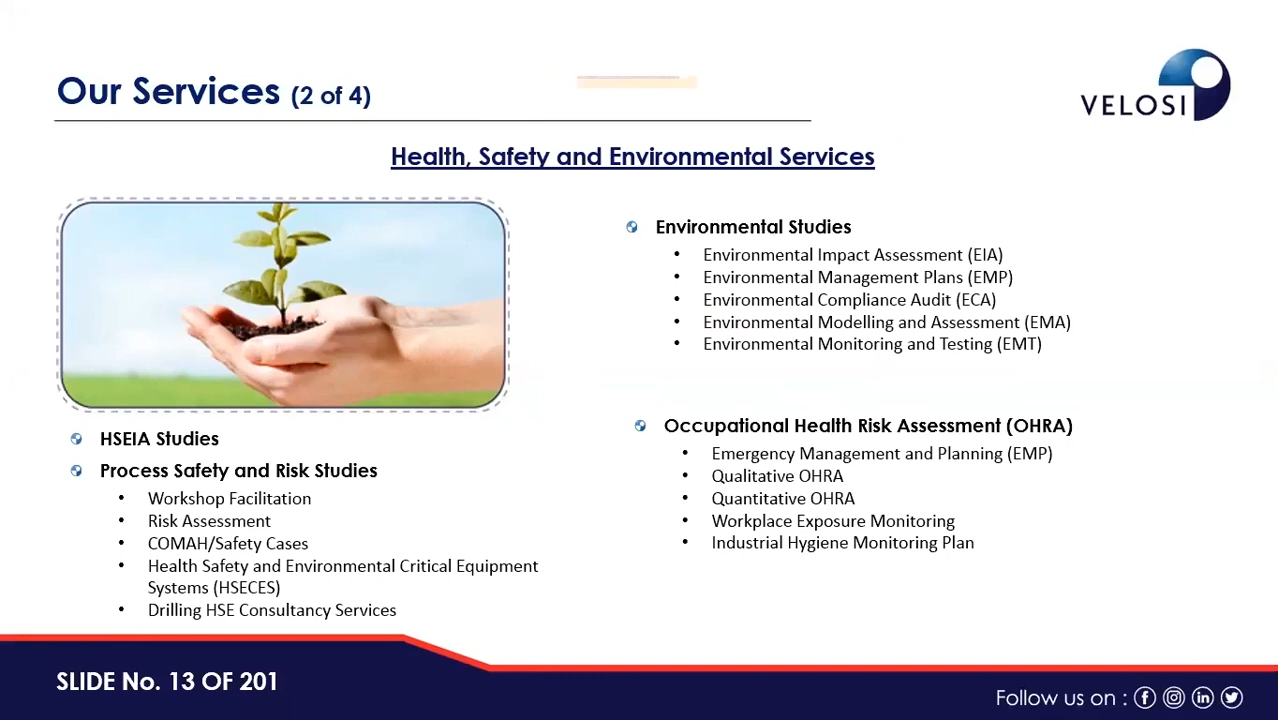 Our Services (2 of 4)
VELOSI
Health, Safety and Environmental Services
HSEIA Studies
Process Safety and Risk Studies
• Workshop Facilitation
• Risk Assessment
• COMAH/Safety Cases
• Health Safety and Environmental Critical Equipment
Systems (HSECES)
• Drilling HSE Consultancy Services
Environmental Studies
• Environmental Impact Assessment (EIA)
• Environmental Management Plans (EMP)
• Environmental Compliance Audit (ECA)
• Environmental Modelling and Assessment (EMA)
• Environmental Monitoring and Testing (EMT)
Occupational Health Risk Assessment (OHRA)
• Emergency Management and Planning (EMP)
• Qualitative OHRA
• Quantitative OHRA
• Workplace Exposure Monitoring
• Industrial Hygiene Monitoring Plan
SLIDE No. 13 OF 201
Follow us on :